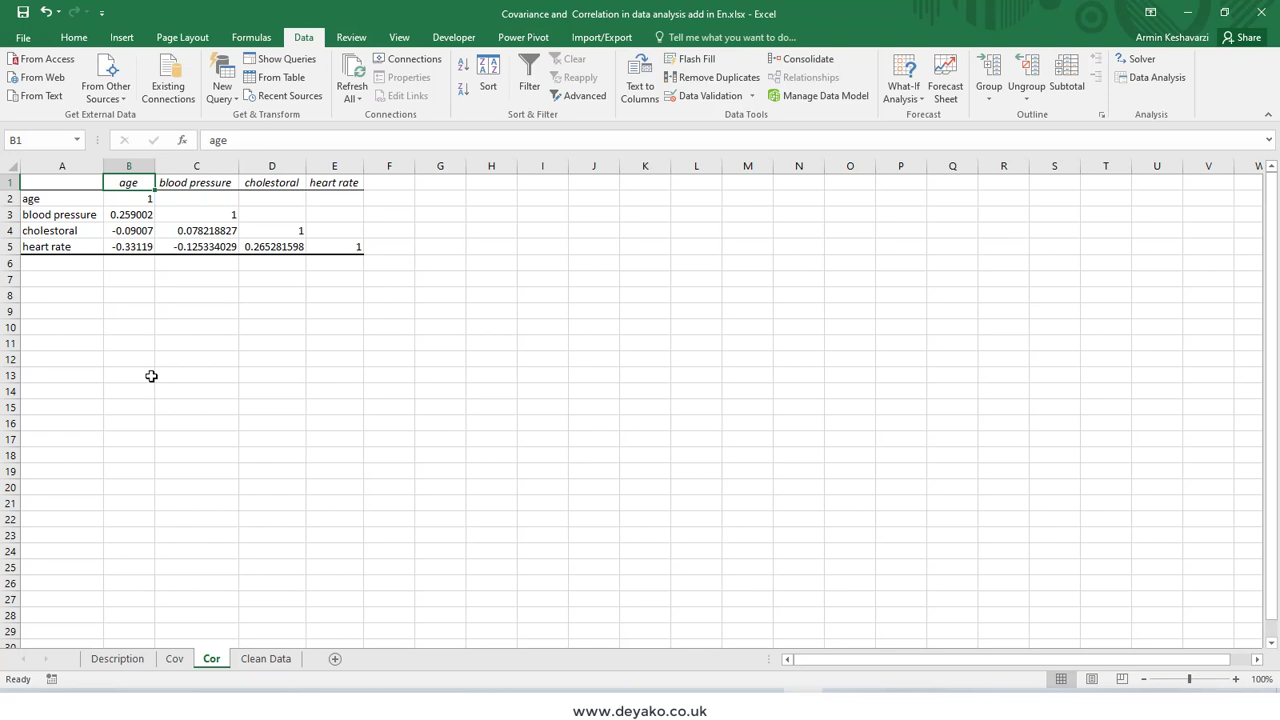 Covariance and Correlation in data analysis add in En.xlsx - Excel
File Home Insert Page Layout Formulas Data Review View Developer Power Pivot Import/Export Tell me what you want to do... Armin Keshavarzi Share
From Access
From Web
From Text
From Other Sources
Existing Connections
Get External Data
New Query
Show Queries
From Table
Recent Sources
Get & Transform
Refresh All
Connections
Properties
Edit Links
Connections
Sort
Filter
Clear
Reapply
Advanced
Sort & Filter
Text to Columns
Flash Fill
Remove Duplicates
Data Validation
Consolidate
Relationships
Manage Data Model
Data Tools
What-If Analysis
Forecast Sheet
Forecast
Group
Ungroup
Subtotal
Outline
Solver
Data Analysis
Analysis
B1 fx age
A B C D E F G H I J K L M N O P Q R S T U V W
1 age blood pressure cholestoral heart rate
2 age 1
3 blood pressure 0.259002 1
4 cholestoral -0.09007 0.078218827 1
5 heart rate -0.33119 -0.125334029 0.265281598 1
6
7
8
9
10
11
12
13
14
15
16
17
18
19
20
21
22
23
24
25
26
27
28
29
30
Description Cov Cor Clean Data
Ready 100%
www.deyako.co.uk